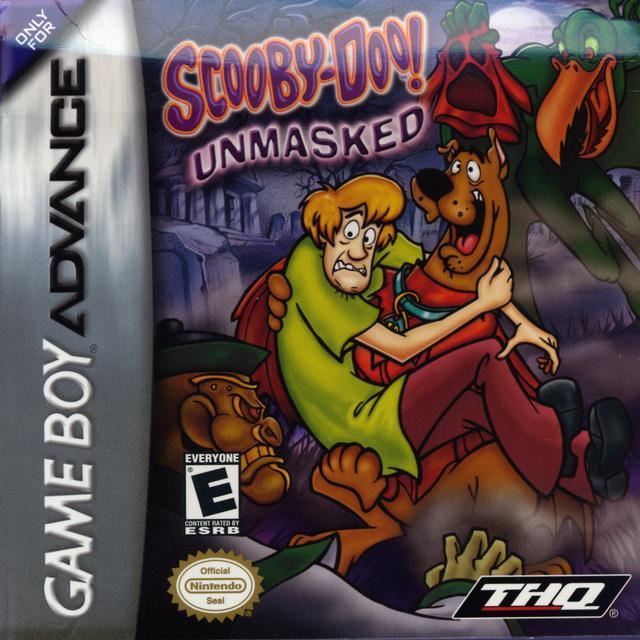 ONLY
FOR
GAME BOY ADVANCE
SCOOBY-DOO!
UNMASKED
EVERYONE
E
CONTENT RATED BY
ESRB
Official
Nintendo
Seal
THQ